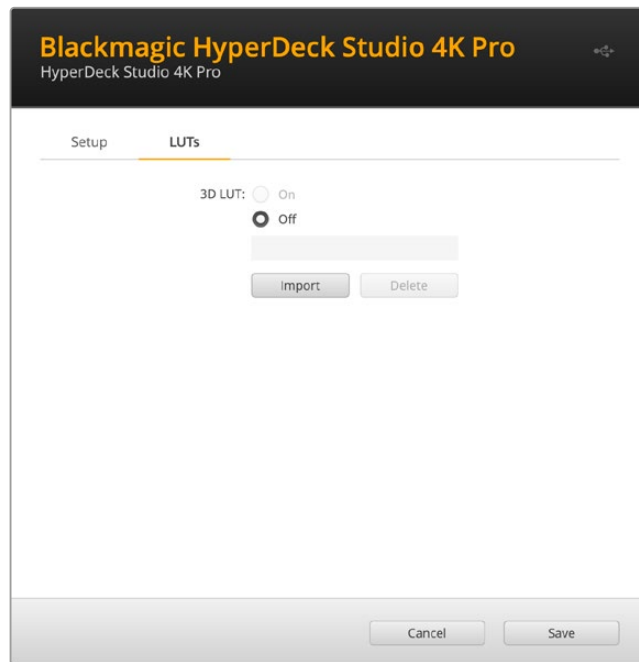 Blackmagic HyperDeck Studio 4K Pro
HyperDeck Studio 4K Pro
Setup LUTs
3D LUT: On
Off
Import Delete
Cancel Save